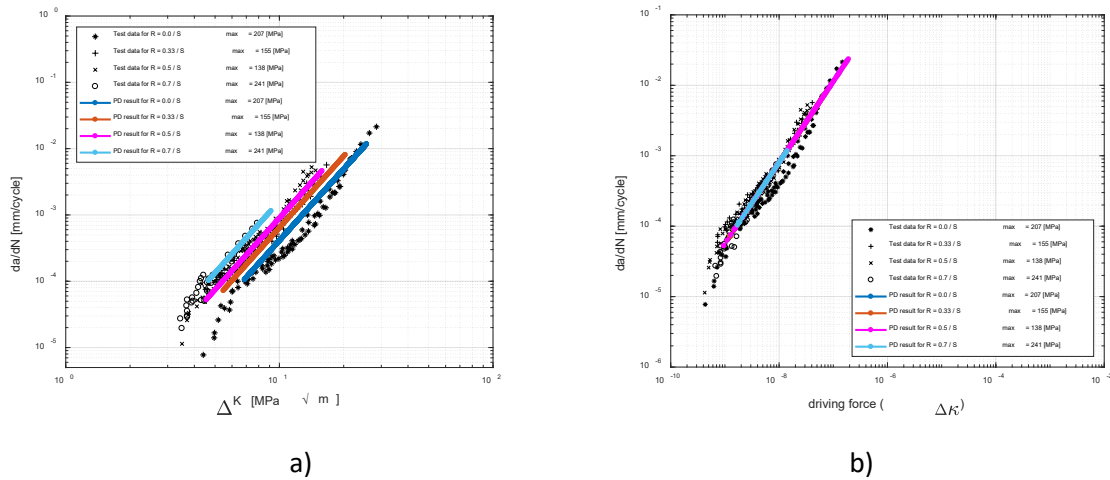 10^1
10^0
10^-1
10^-2
10^-3
10^-4
10^-5
da/dN [mm/cycle]
Test data for R = 0.0 / S max = 207 [MPa]
Test data for R = 0.33 / S max = 155 [MPa]
Test data for R = 0.5 / S max = 138 [MPa]
Test data for R = 0.7 / S max = 241 [MPa]
PD result for R = 0.0 / S max = 207 [MPa]
PD result for R = 0.33 / S max = 155 [MPa]
PD result for R = 0.5 / S max = 138 [MPa]
PD result for R = 0.7 / S max = 241 [MPa]
10^0 10^1 10^2
Δ K [MPa √ m ]
a)
10^-1
10^-2
10^-3
10^-4
10^-5
10^-6
da/dN [mm/cycle]
Test data for R = 0.0 / S max = 207 [MPa]
Test data for R = 0.33 / S max = 155 [MPa]
Test data for R = 0.5 / S max = 138 [MPa]
Test data for R = 0.7 / S max = 241 [MPa]
PD result for R = 0.0 / S max = 207 [MPa]
PD result for R = 0.33 / S max = 155 [MPa]
PD result for R = 0.5 / S max = 138 [MPa]
PD result for R = 0.7 / S max = 241 [MPa]
10^-10 10^-8 10^-6 10^-4
driving force ( Δκ)
b)